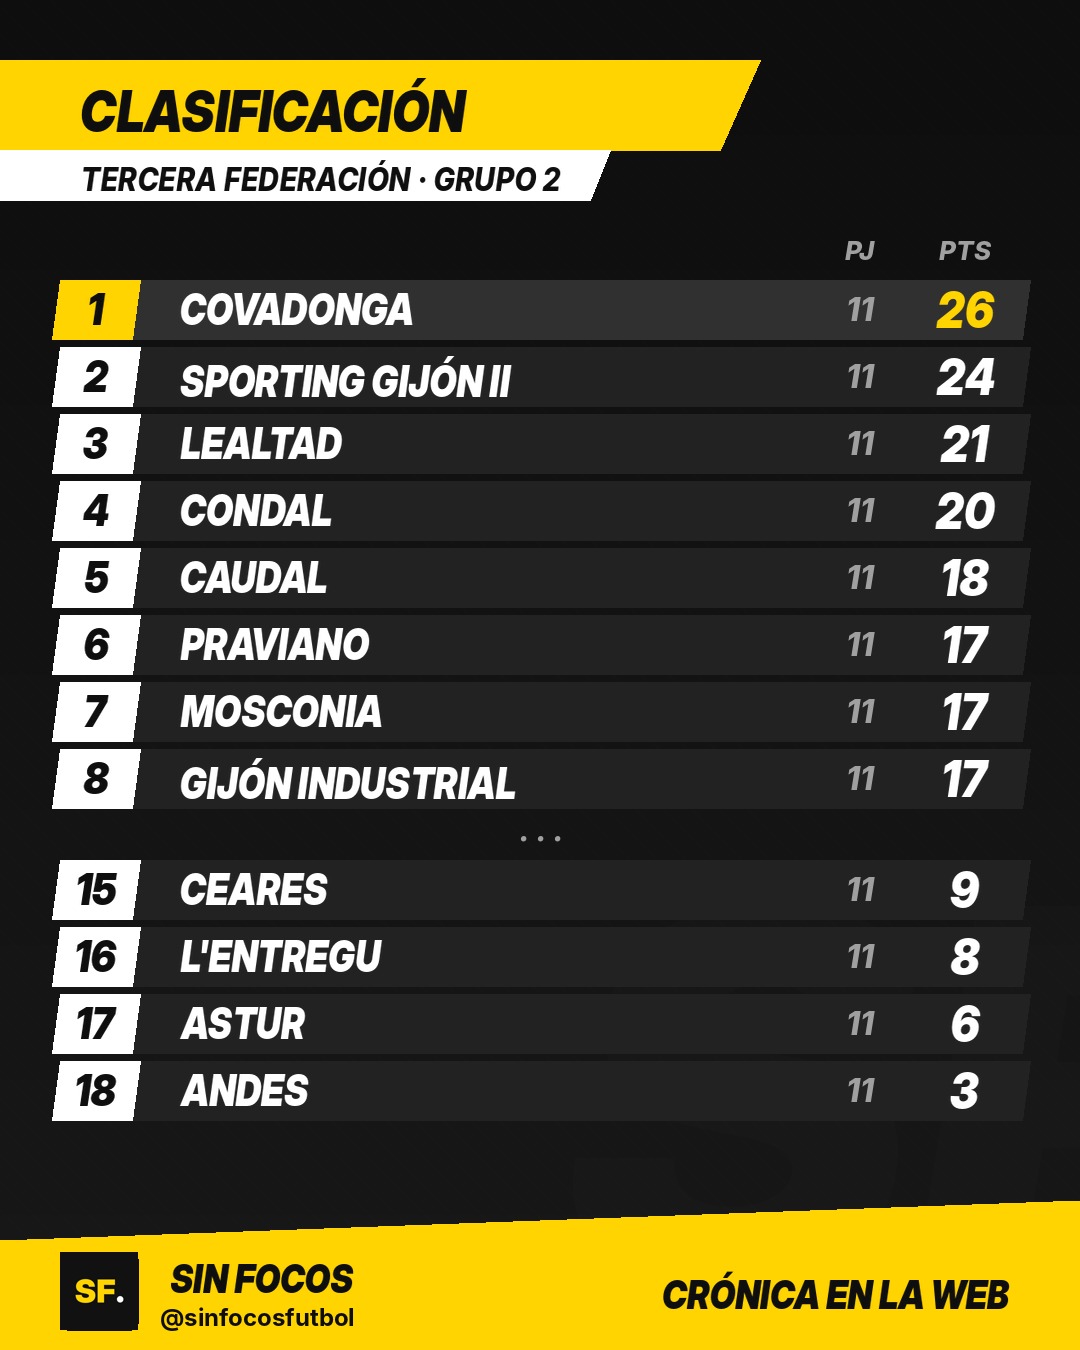 CLASIFICACIÓN
TERCERA FEDERACIÓN · GRUPO 2
PJ PTS
1 COVADONGA 11 26
2 SPORTING GIJÓN II 11 24
3 LEALTAD 11 21
4 CONDAL 11 20
5 CAUDAL 11 18
6 PRAVIANO 11 17
7 MOSCONIA 11 17
8 GIJÓN INDUSTRIAL 11 17
...
15 CEARES 11 9
16 L'ENTREGU 11 8
17 ASTUR 11 6
18 ANDES 11 3
SF.
SIN FOCOS
@sinfocosfutbol
CRÓNICA EN LA WEB